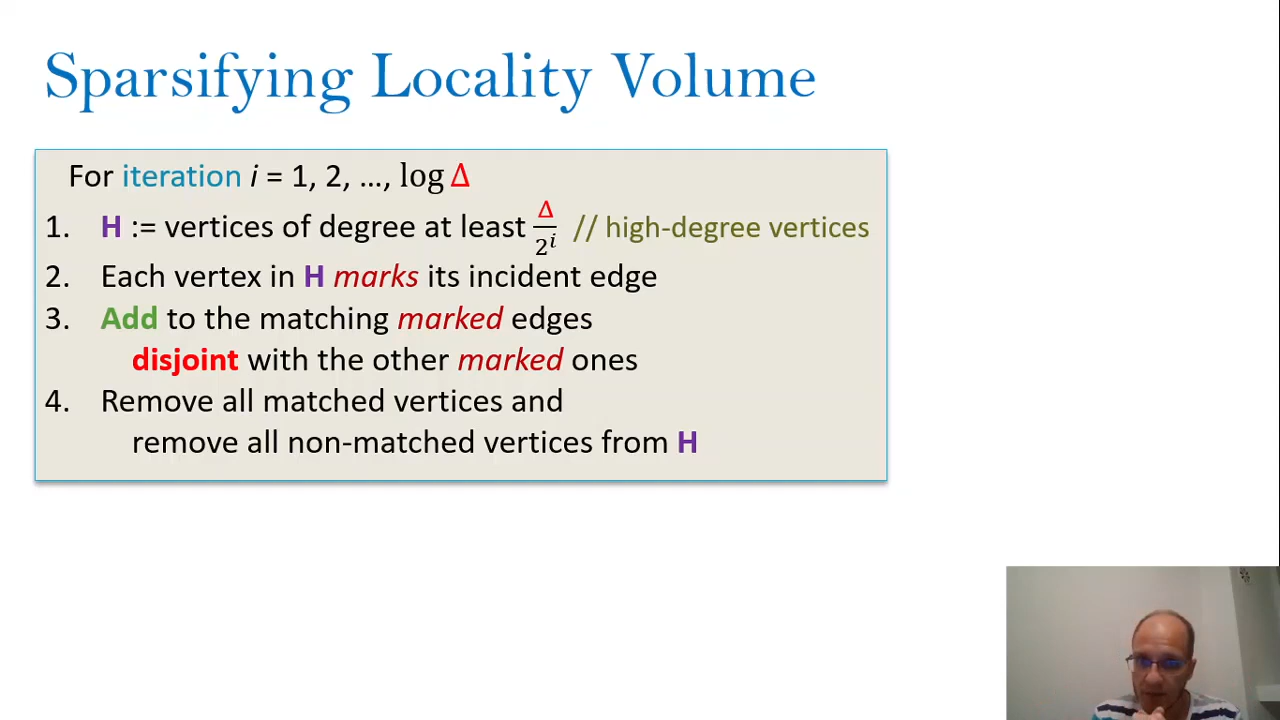 Sparsifying Locality Volume
For iteration i = 1, 2, …, log Δ
1. H := vertices of degree at least Δ/2^i // high-degree vertices
2. Each vertex in H marks its incident edge
3. Add to the matching marked edges
disjoint with the other marked ones
4. Remove all matched vertices and
remove all non-matched vertices from H